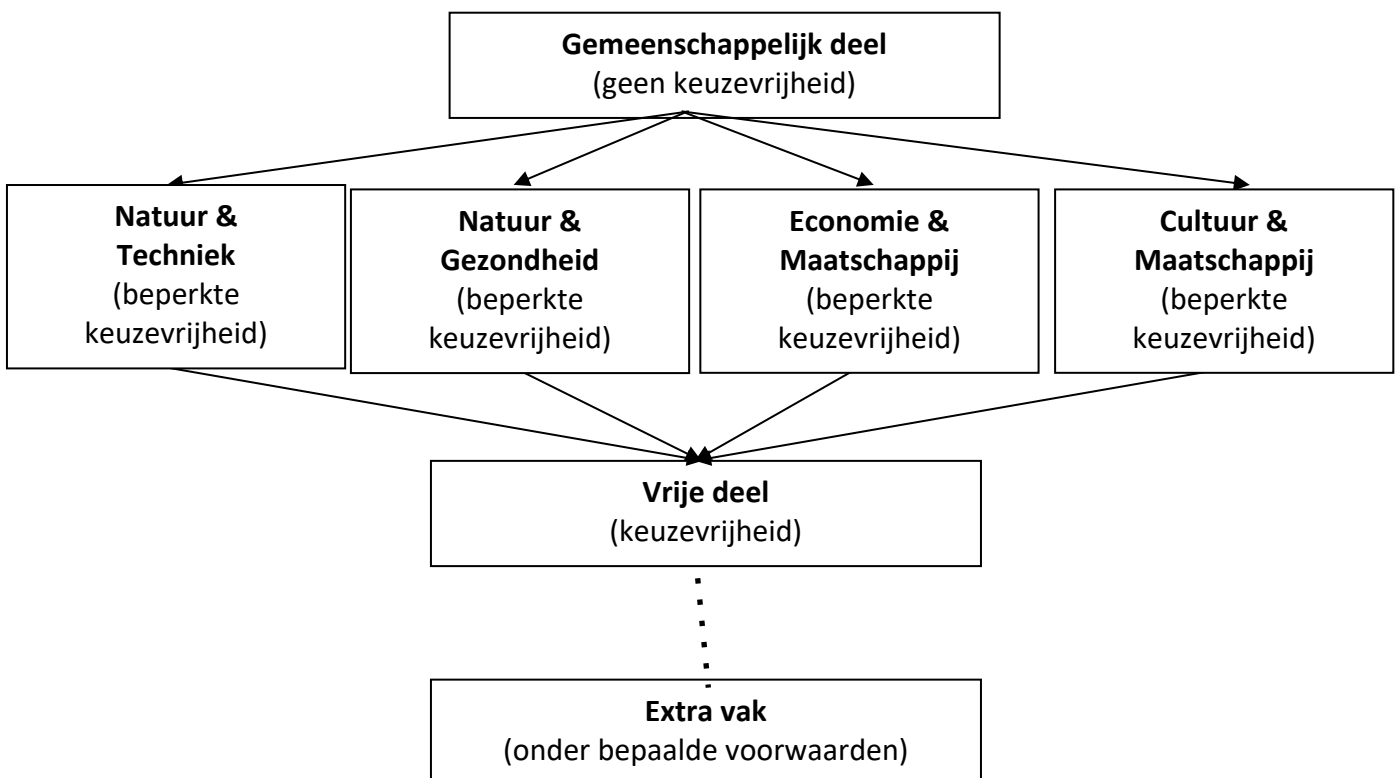 Gemeenschappelijk deel
(geen keuzevrijheid)
Natuur &
Techniek
(beperkte
keuzevrijheid)
Natuur &
Gezondheid
(beperkte
keuzevrijheid)
Economie &
Maatschappij
(beperkte
keuzevrijheid)
Cultuur &
Maatschappij
(beperkte
keuzevrijheid)
Vrije deel
(keuzevrijheid)
Extra vak
(onder bepaalde voorwaarden)